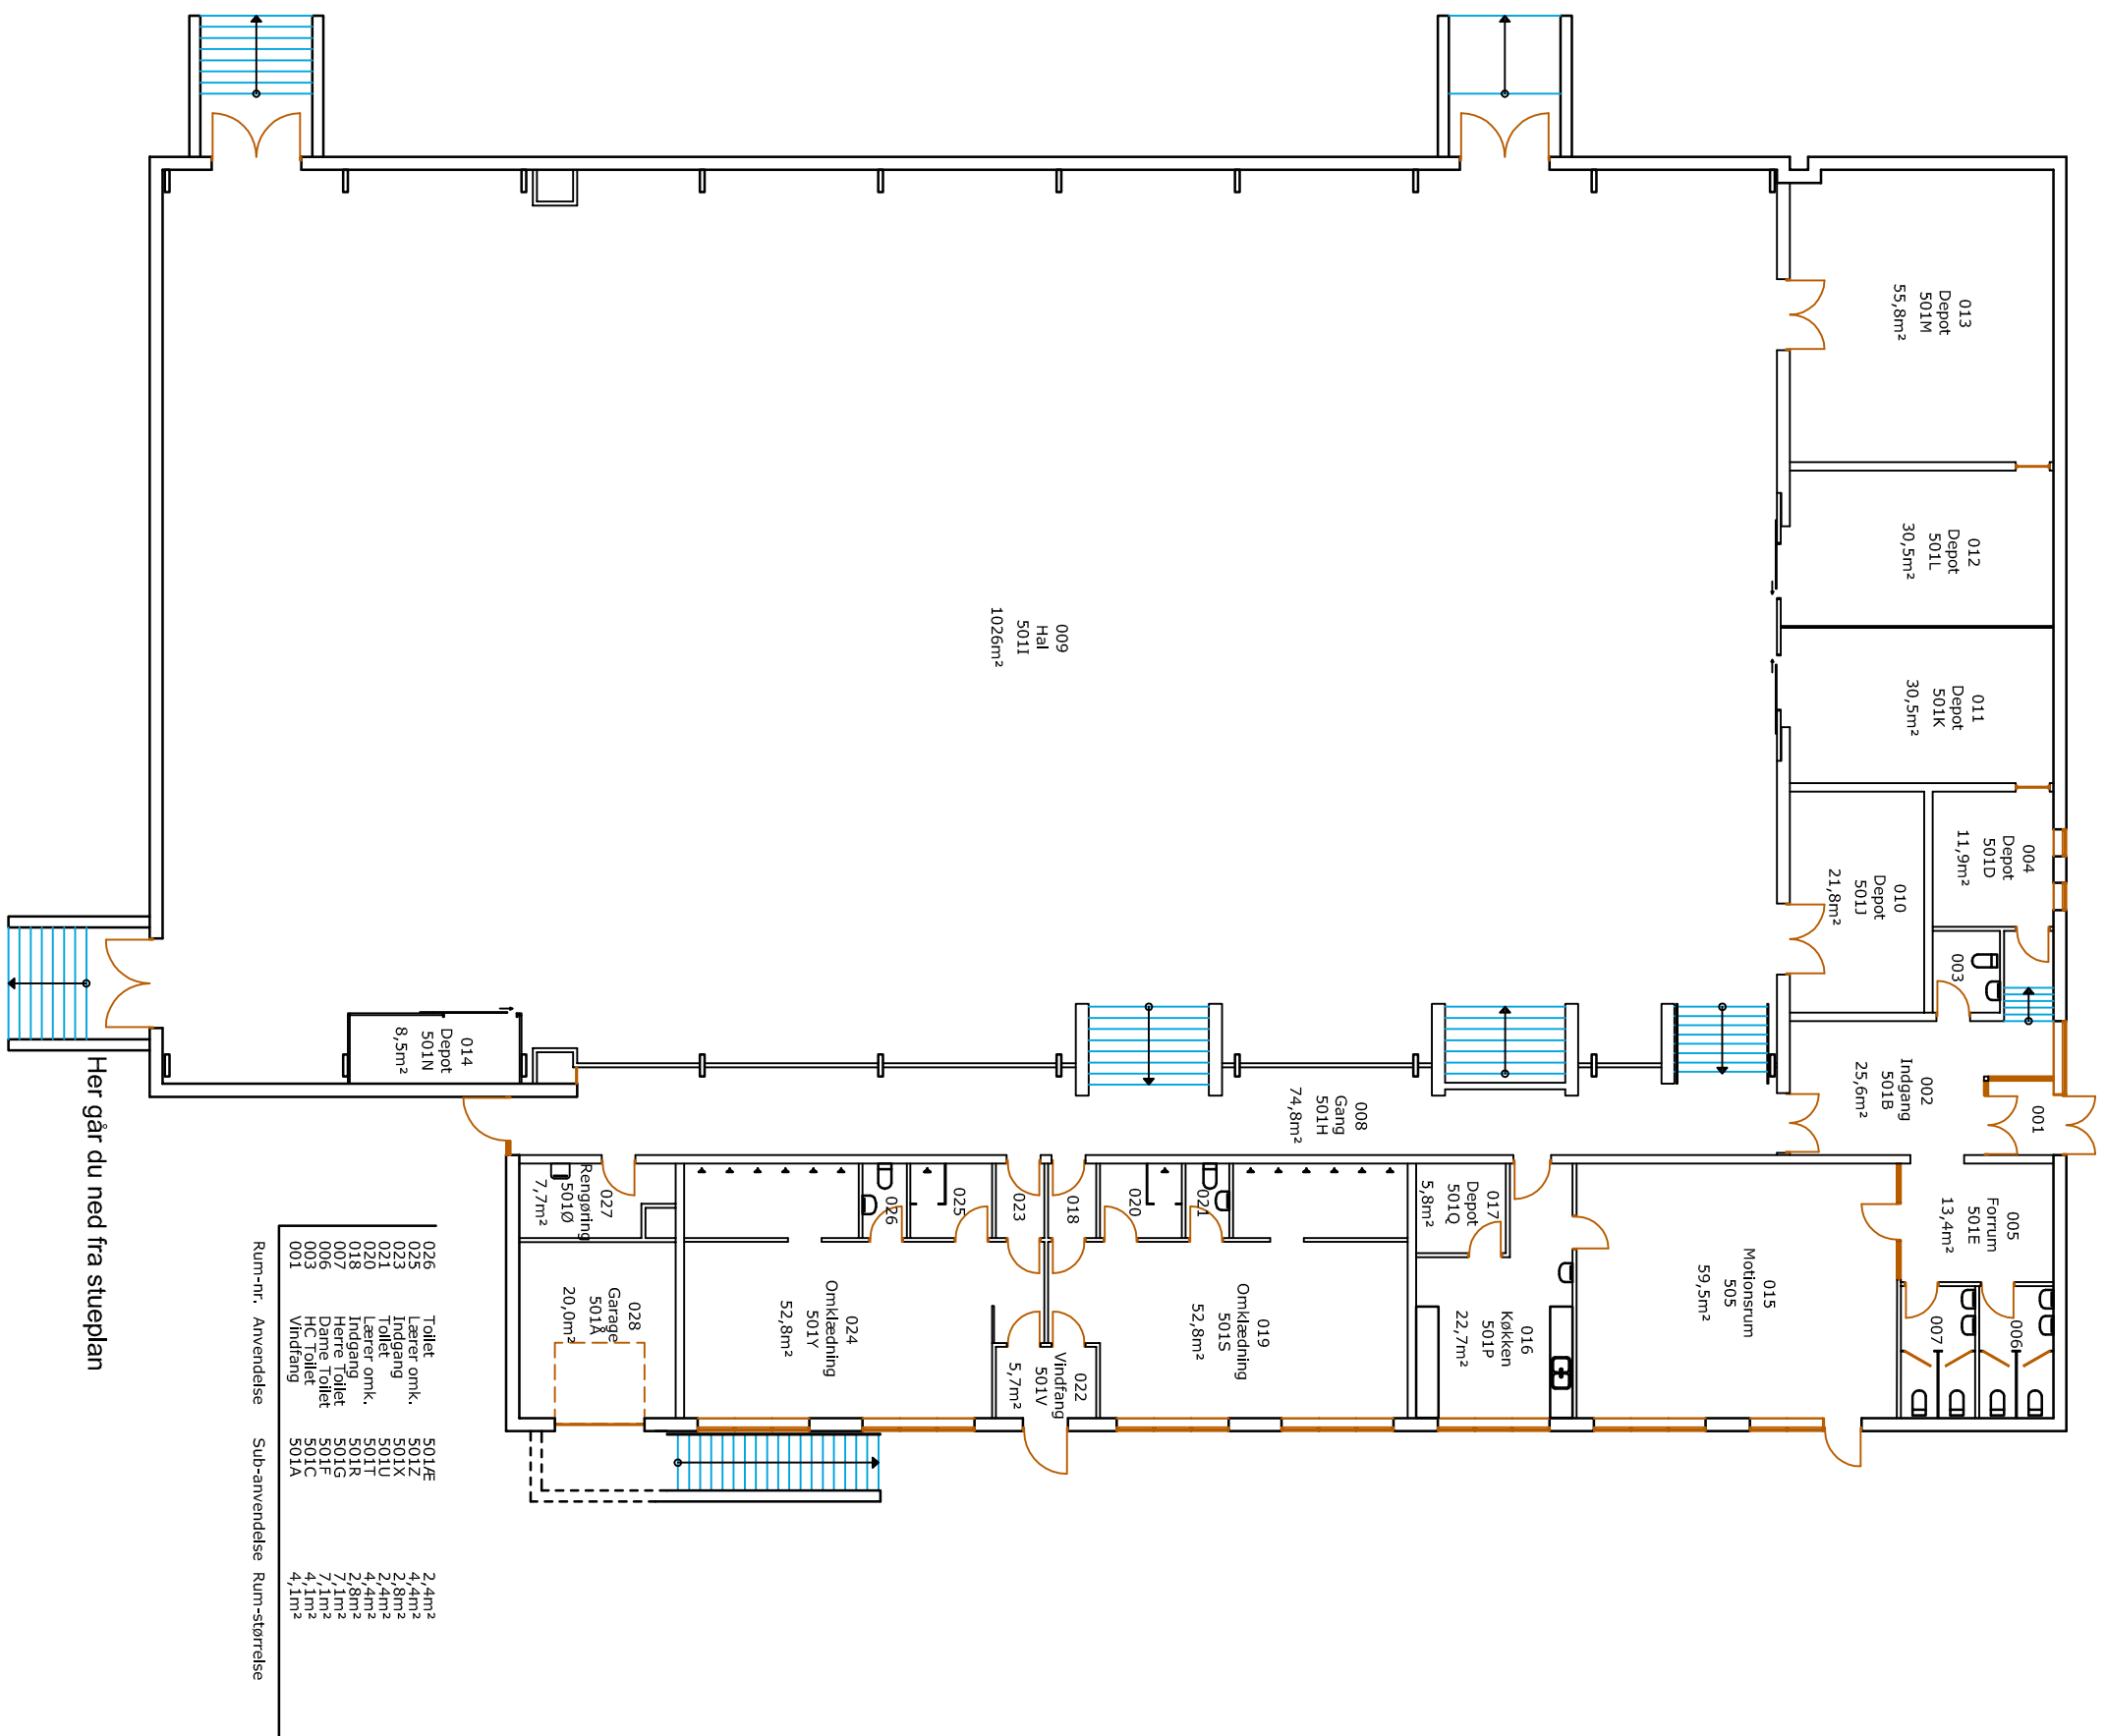 013
Depot
501M
55,8m²
012
Depot
501L
30,5m²
011
Depot
501K
30,5m²
004
Depot
501D
11,9m²
010
Depot
501J
21,8m²
003
009
Hal
501I
1026m²
014
Depot
501N
8,5m²
008
Gang
501H
74,8m²
002
Indgang
501B
25,6m²
001
005
Forrum
501E
13,4m²
006
007
015
Motionsrum
505
59,5m²
016
Køkken
501P
22,7m²
017
Depot
501Q
5,8m²
019
Omklædning
501S
52,8m²
021
020
018
023
025
026
022
Vindfang
501V
5,7m²
024
Omklædning
501Y
52,8m²
027
Rengøring
501Ø
7,7m²
028
Garage
501Å
20,0m²
026 Toilet 501Æ 2,4m²
025 Lærer omk. 501Z 4,4m²
023 Indgang 501X 2,8m²
021 Toilet 501U 2,4m²
020 Lærer omk. 501T 4,4m²
018 Indgang 501R 2,8m²
007 Herre Toilet 501G 7,1m²
006 Dame Toilet 501F 7,1m²
003 HC Toilet 501C 4,1m²
001 Vindfang 501A 4,1m²
Rum-nr. Anvendelse Sub-anvendelse Rum-størrelse
Her går du ned fra stueplan